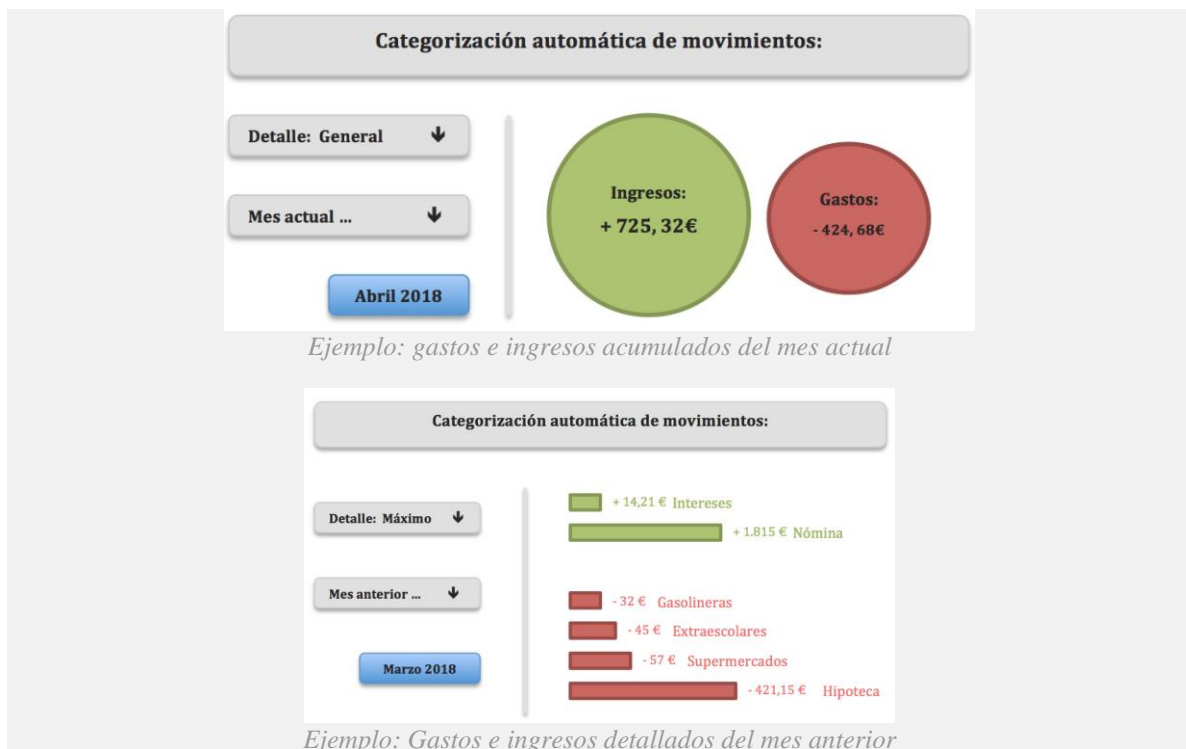 Categorización automática de movimientos:
Detalle: General
Mes actual ...
Abril 2018
Ingresos:
+ 725, 32€
Gastos:
- 424, 68€
Ejemplo: gastos e ingresos acumulados del mes actual
Categorización automática de movimientos:
Detalle: Máximo
Mes anterior ...
Marzo 2018
+ 14,21 € Intereses
+ 1.815 € Nómina
- 32 € Gasolineras
- 45 € Extraescolares
- 57 € Supermercados
- 421,15 € Hipoteca
Ejemplo: Gastos e ingresos detallados del mes anterior